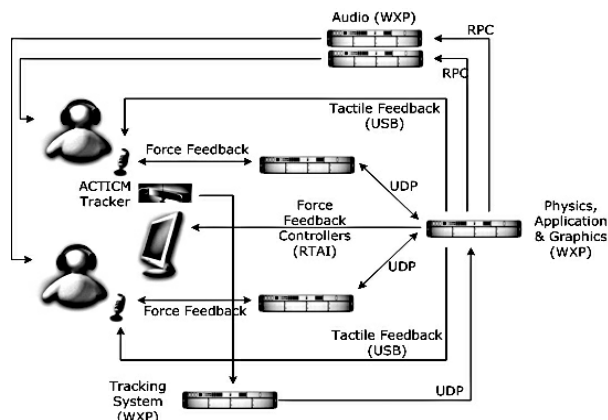 Audio (WXP)
RPC
RPC
Tactile Feedback
(USB)
Force Feedback
ACTICM
Tracker
UDP
Force
Feedback
Controllers
(RTAI)
Physics,
Application
& Graphics
(WXP)
UDP
Force Feedback
Tactile Feedback
(USB)
Tracking
System
(WXP)
UDP